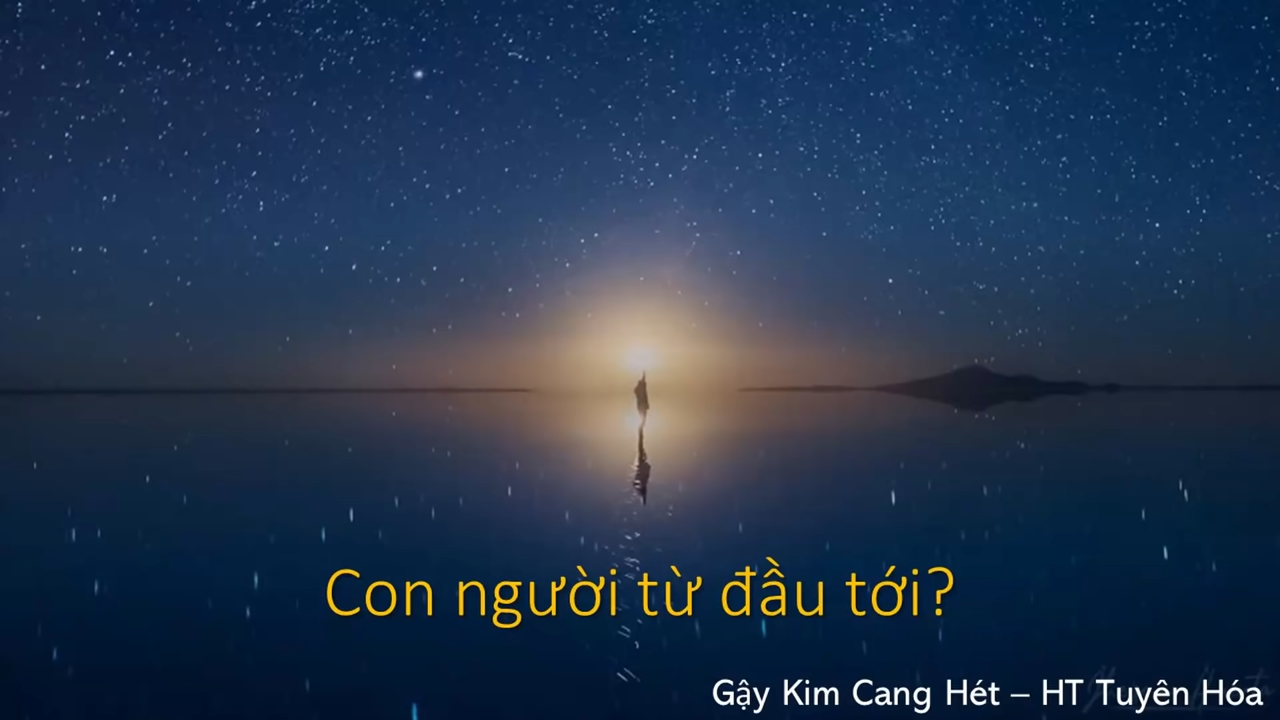 Con người từ đầu tới?
Gậy Kim Cang Hét – HT Tuyên Hóa